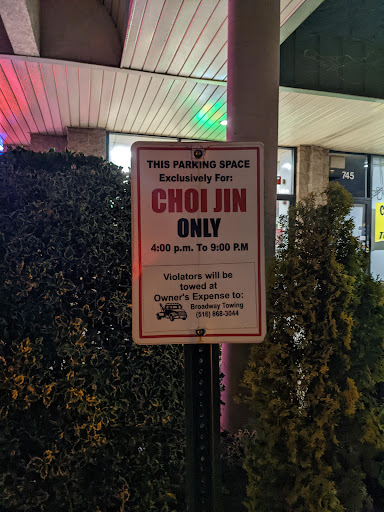 THIS PARKING SPACE
Exclusively For:
CHOI JIN
ONLY
4:00 p.m. To 9:00 P.M
Violators will be
towed at
Owner's Expense to:
Broadway Towing
(516) 868-3044
745